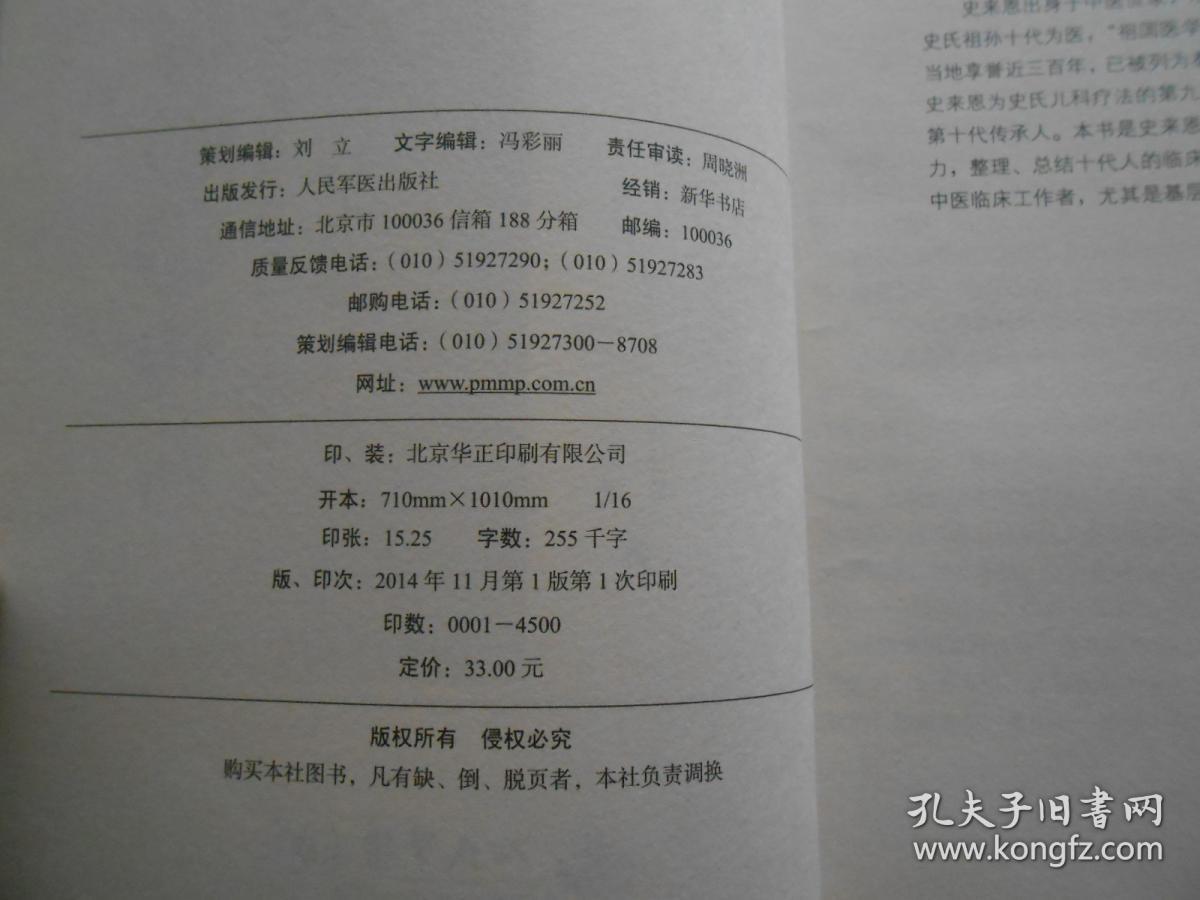 策划编辑：刘 立 文字编辑：冯彩丽 责任审读：周晓洲
出版发行：人民军医出版社 经销：新华书店
通信地址：北京市 100036 信箱 188 分箱 邮编：100036
质量反馈电话：（010）51927290；（010）51927283
邮购电话：（010）51927252
策划编辑电话：（010）51927300－8708
网址：www.pmmp.com.cn
印、装：北京华正印刷有限公司
开本：710mm×1010mm 1/16
印张：15.25 字数：255 千字
版、印次：2014 年 11 月第 1 版第 1 次印刷
印数：0001－4500
定价：33.00 元
版权所有 侵权必究
购买本社图书，凡有缺、倒、脱页者，本社负责调换
史来恩出身于中医世家，
史氏祖孙十代为医，“祖国医学
当地享誉近三百年，已被列为
史来恩为史氏儿科疗法的第九
第十代传承人。本书是史来恩
力，整理、总结十代人的临床
中医临床工作者，尤其是基层
孔夫子旧书网
www.kongfz.com